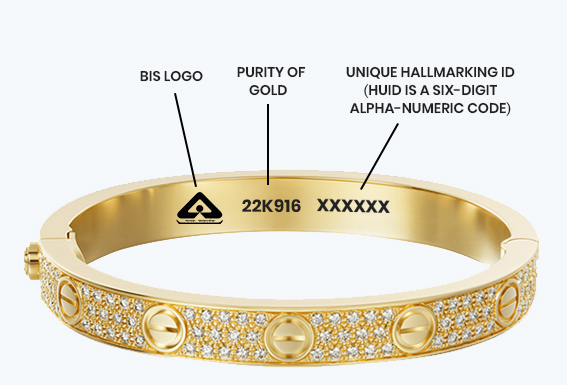 BIS LOGO
PURITY OF
GOLD
UNIQUE HALLMARKING ID
(HUID IS A SIX-DIGIT
ALPHA-NUMERIC CODE)
22K916 XXXXXX